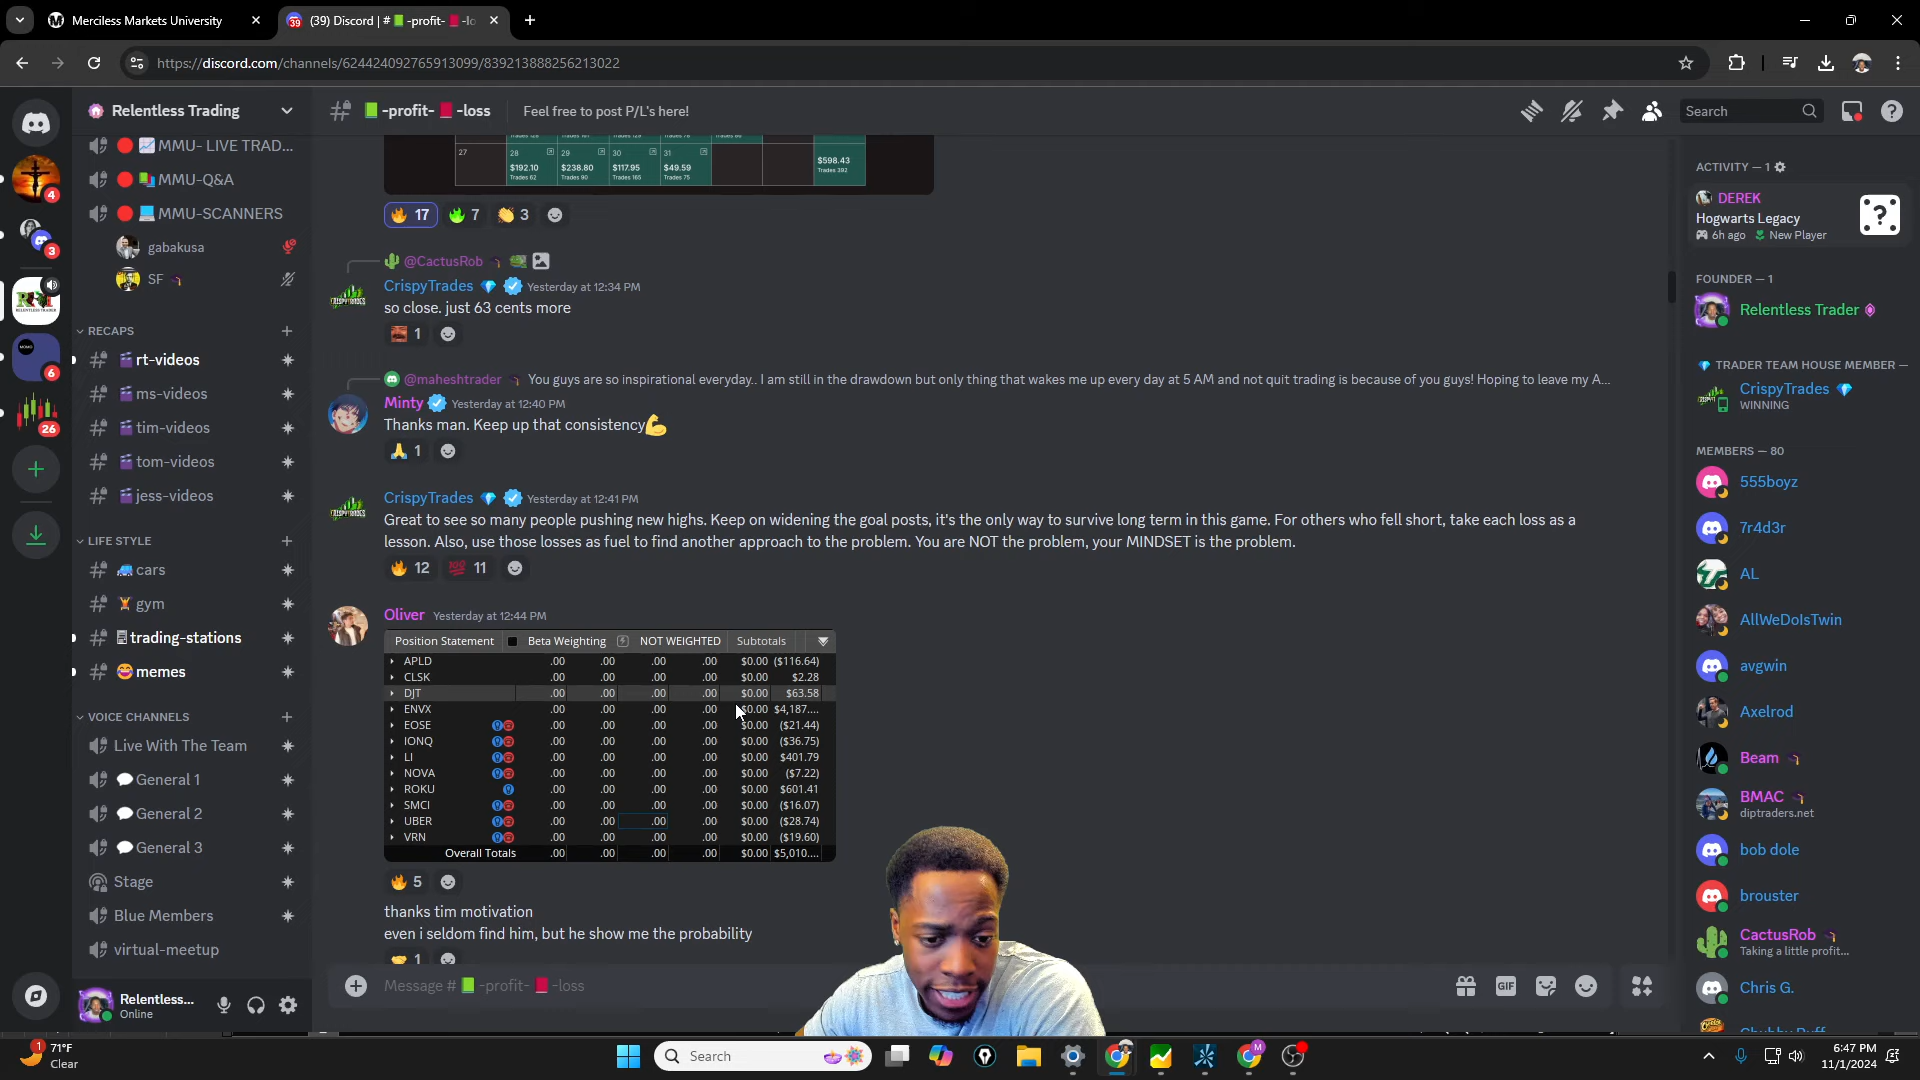 Merciless Markets University
(39) Discord | # -profit- -lo
https://discord.com/channels/624424092765913099/839213888256213022
Relentless Trading
-profit- -loss
Feel free to post P/L's here!
Search
MMU- LIVE TRAD...
MMU-Q&A
MMU-SCANNERS
gabakusa
SF
RECAPS
rt-videos
ms-videos
tim-videos
tom-videos
jess-videos
LIFE STYLE
cars
gym
trading-stations
memes
VOICE CHANNELS
Live With The Team
General 1
General 2
General 3
Stage
Blue Members
virtual-meetup
Relentless...
Online
4
3
6
26
27 28 29 30 31
$192.10 $238.80 $117.95 $49.59 $598.43
Trades 62 Trades 90 Trades 165 Trades 75 Trades 392
17 7 3
@CactusRob
CrispyTrades Yesterday at 12:34 PM
so close. just 63 cents more
1
@maheshtrader You guys are so inspirational everyday.. I am still in the drawdown but only thing that wakes me up every day at 5 AM and not quit trading is because of you guys! Hoping to leave my A...
Minty Yesterday at 12:40 PM
Thanks man. Keep up that consistency
1
CrispyTrades Yesterday at 12:41 PM
Great to see so many people pushing new highs. Keep on widening the goal posts, it's the only way to survive long term in this game. For others who fell short, take each loss as a
lesson. Also, use those losses as fuel to find another approach to the problem. You are NOT the problem, your MINDSET is the problem.
12 11
Oliver Yesterday at 12:44 PM
Position Statement Beta Weighting NOT WEIGHTED Subtotals
APLD .00 .00 .00 .00 $0.00 ($116.64)
CLSK .00 .00 .00 .00 $0.00 $2.28
DJT .00 .00 .00 .00 $0.00 $63.58
ENVX .00 .00 .00 .00 $0.00 $4,187....
EOSE .00 .00 .00 .00 $0.00 ($21.44)
IONQ .00 .00 .00 .00 $0.00 ($36.75)
LI .00 .00 .00 .00 $0.00 $401.79
NOVA .00 .00 .00 .00 $0.00 ($7.22)
ROKU .00 .00 .00 .00 $0.00 $601.41
SMCI .00 .00 .00 .00 $0.00 ($16.07)
UBER .00 .00 .00 .00 $0.00 ($28.74)
VRN .00 .00 .00 .00 $0.00 ($19.60)
Overall Totals .00 .00 .00 .00 $0.00 $5,010....
5
thanks tim motivation
even i seldom find him, but he show me the probability
1
Message # -profit- -loss
GIF
ACTIVITY — 1
DEREK
Hogwarts Legacy
6h ago New Player
FOUNDER — 1
Relentless Trader
TRADER TEAM HOUSE MEMBER —
CrispyTrades
WINNING
MEMBERS — 80
555boyz
7r4d3r
AL
AllWeDoIsTwin
avgwin
Axelrod
Beam
BMAC
diptraders.net
bob dole
brouster
CactusRob
Taking a little profit...
Chris G.
71°F
Clear
Search
6:47 PM
11/1/2024